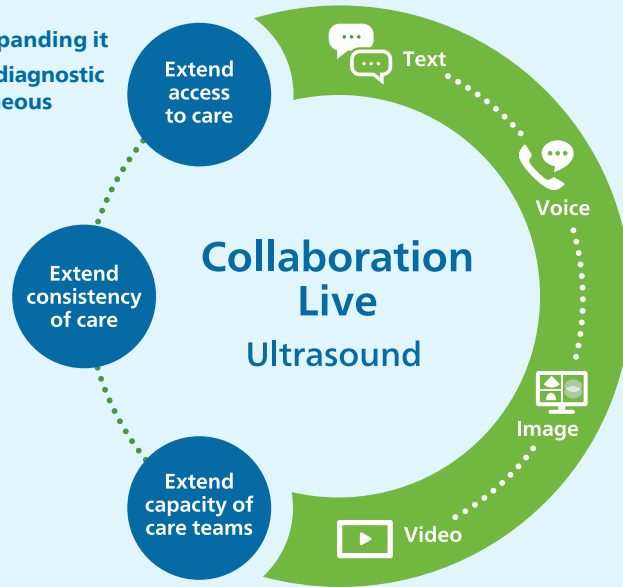 panding it
diagnostic
eous
Extend
access
to care
Text
Voice
Extend
consistency
of care
Collaboration
Live
Ultrasound
Image
Extend
capacity of
care teams
Video